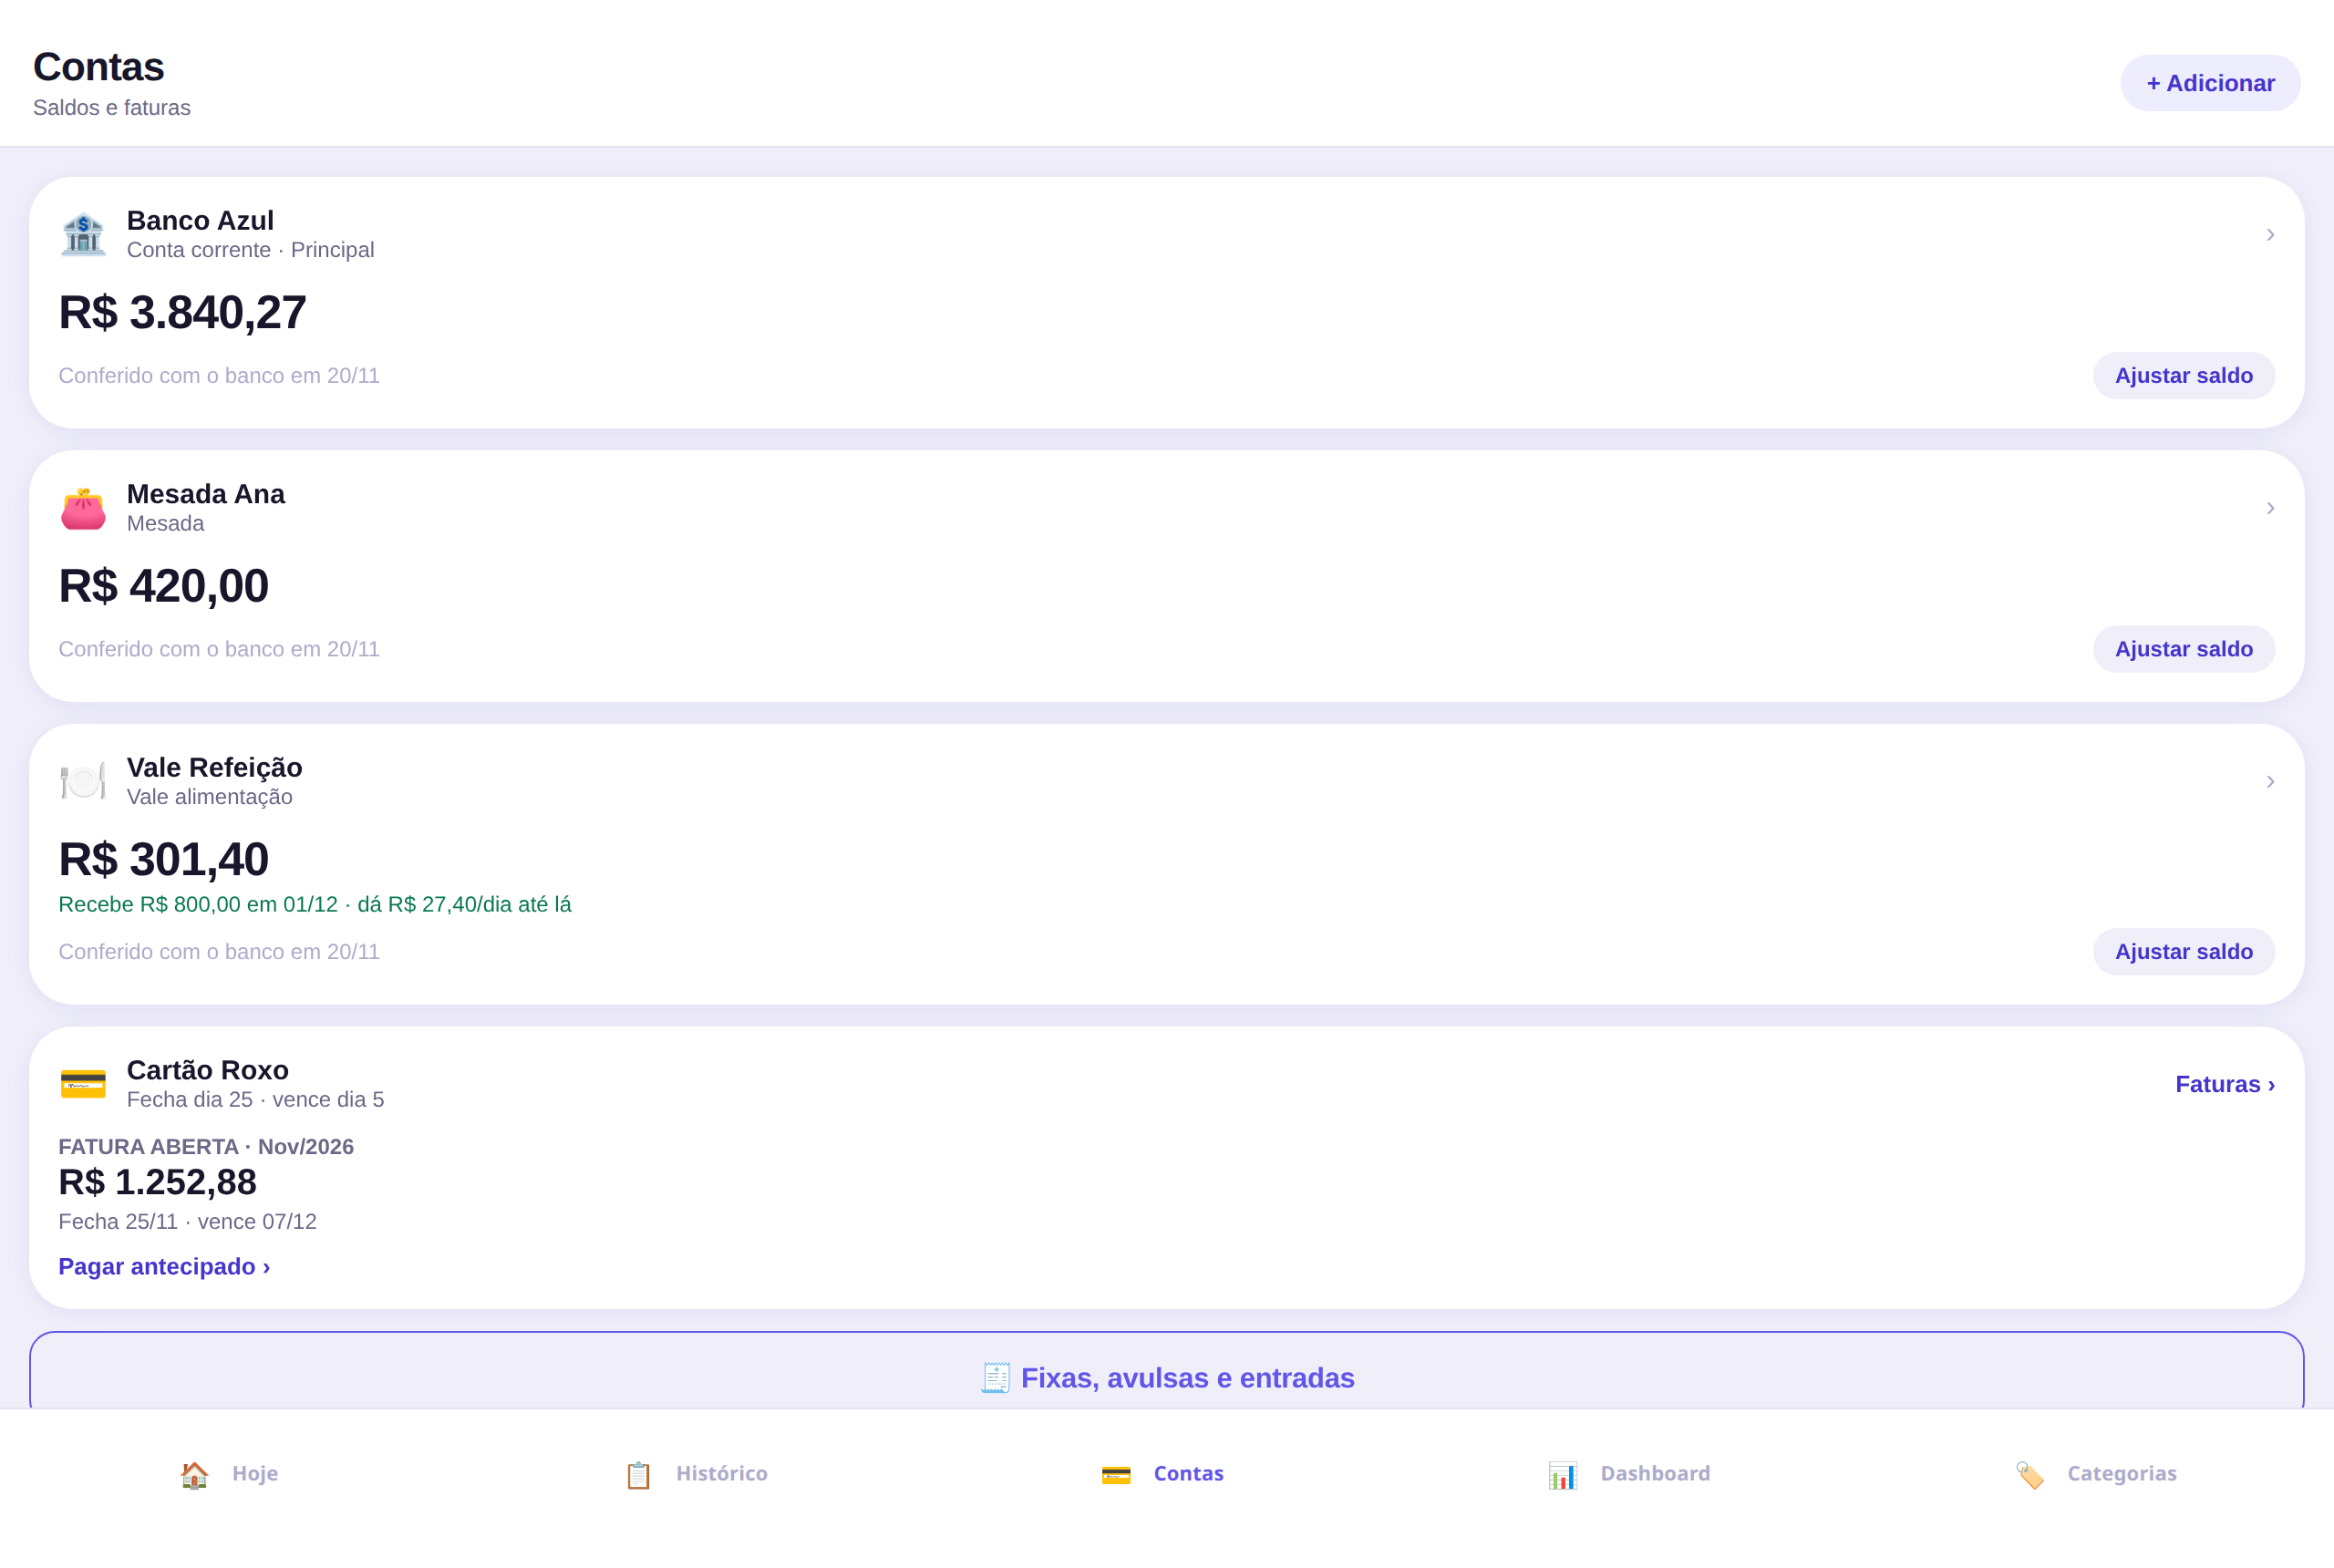 Contas
Saldos e faturas
+ Adicionar
Banco Azul
Conta corrente · Principal
›
R$ 3.840,27
Conferido com o banco em 20/11
Ajustar saldo
Mesada Ana
Mesada
›
R$ 420,00
Conferido com o banco em 20/11
Ajustar saldo
Vale Refeição
Vale alimentação
›
R$ 301,40
Recebe R$ 800,00 em 01/12 · dá R$ 27,40/dia até lá
Conferido com o banco em 20/11
Ajustar saldo
Cartão Roxo
Fecha dia 25 · vence dia 5
Faturas ›
FATURA ABERTA · Nov/2026
R$ 1.252,88
Fecha 25/11 · vence 07/12
Pagar antecipado ›
Fixas, avulsas e entradas
Hoje
Histórico
Contas
Dashboard
Categorias